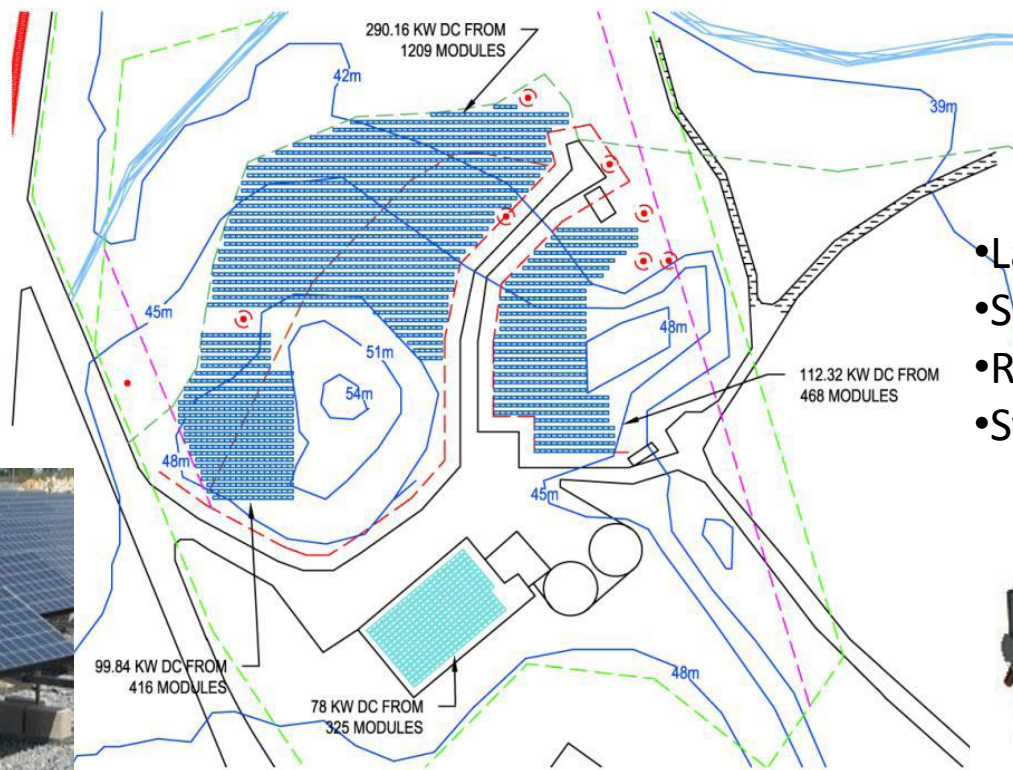 290.16 KW DC FROM
1209 MODULES
42m
39m
45m
51m
54m
48m
48m
112.32 KW DC FROM
468 MODULES
45m
99.84 KW DC FROM
416 MODULES
78 KW DC FROM
325 MODULES
48m